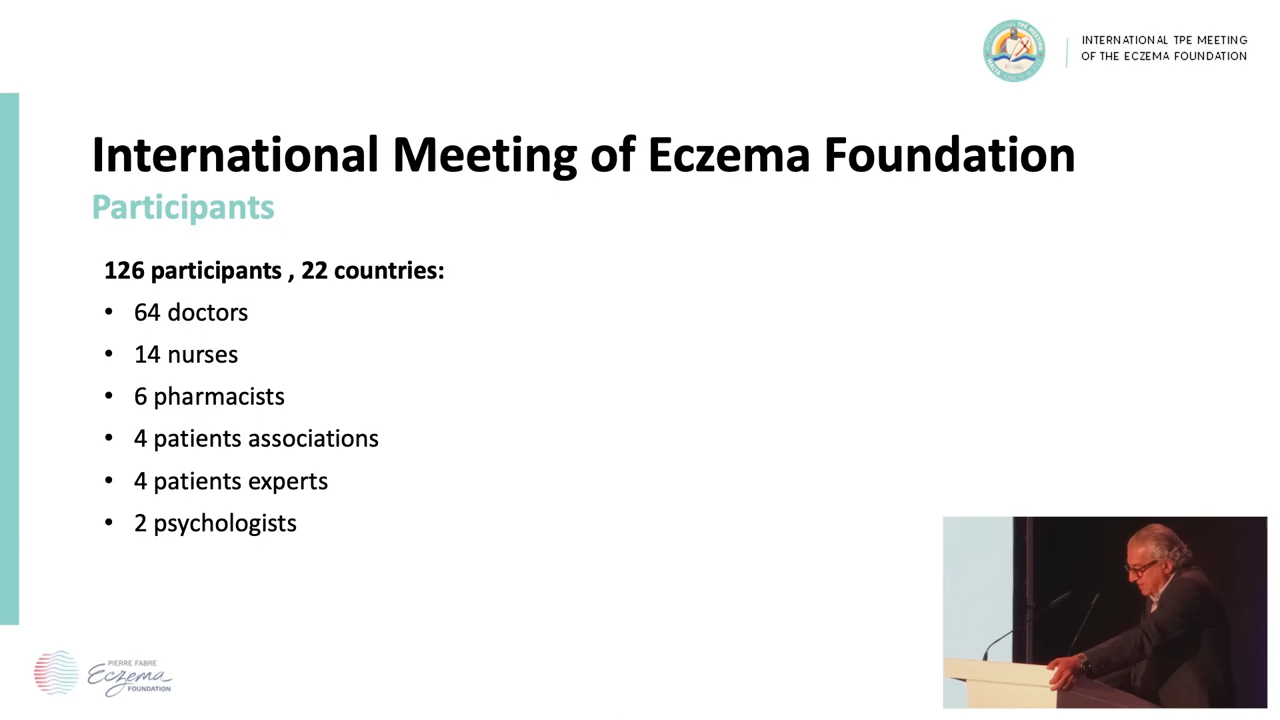 INTERNATIONAL TPE MEETING
OF THE ECZEMA FOUNDATION
International Meeting of Eczema Foundation
Participants
126 participants , 22 countries:
• 64 doctors
• 14 nurses
• 6 pharmacists
• 4 patients associations
• 4 patients experts
• 2 psychologists
PIERRE FABRE
Eczema
FOUNDATION